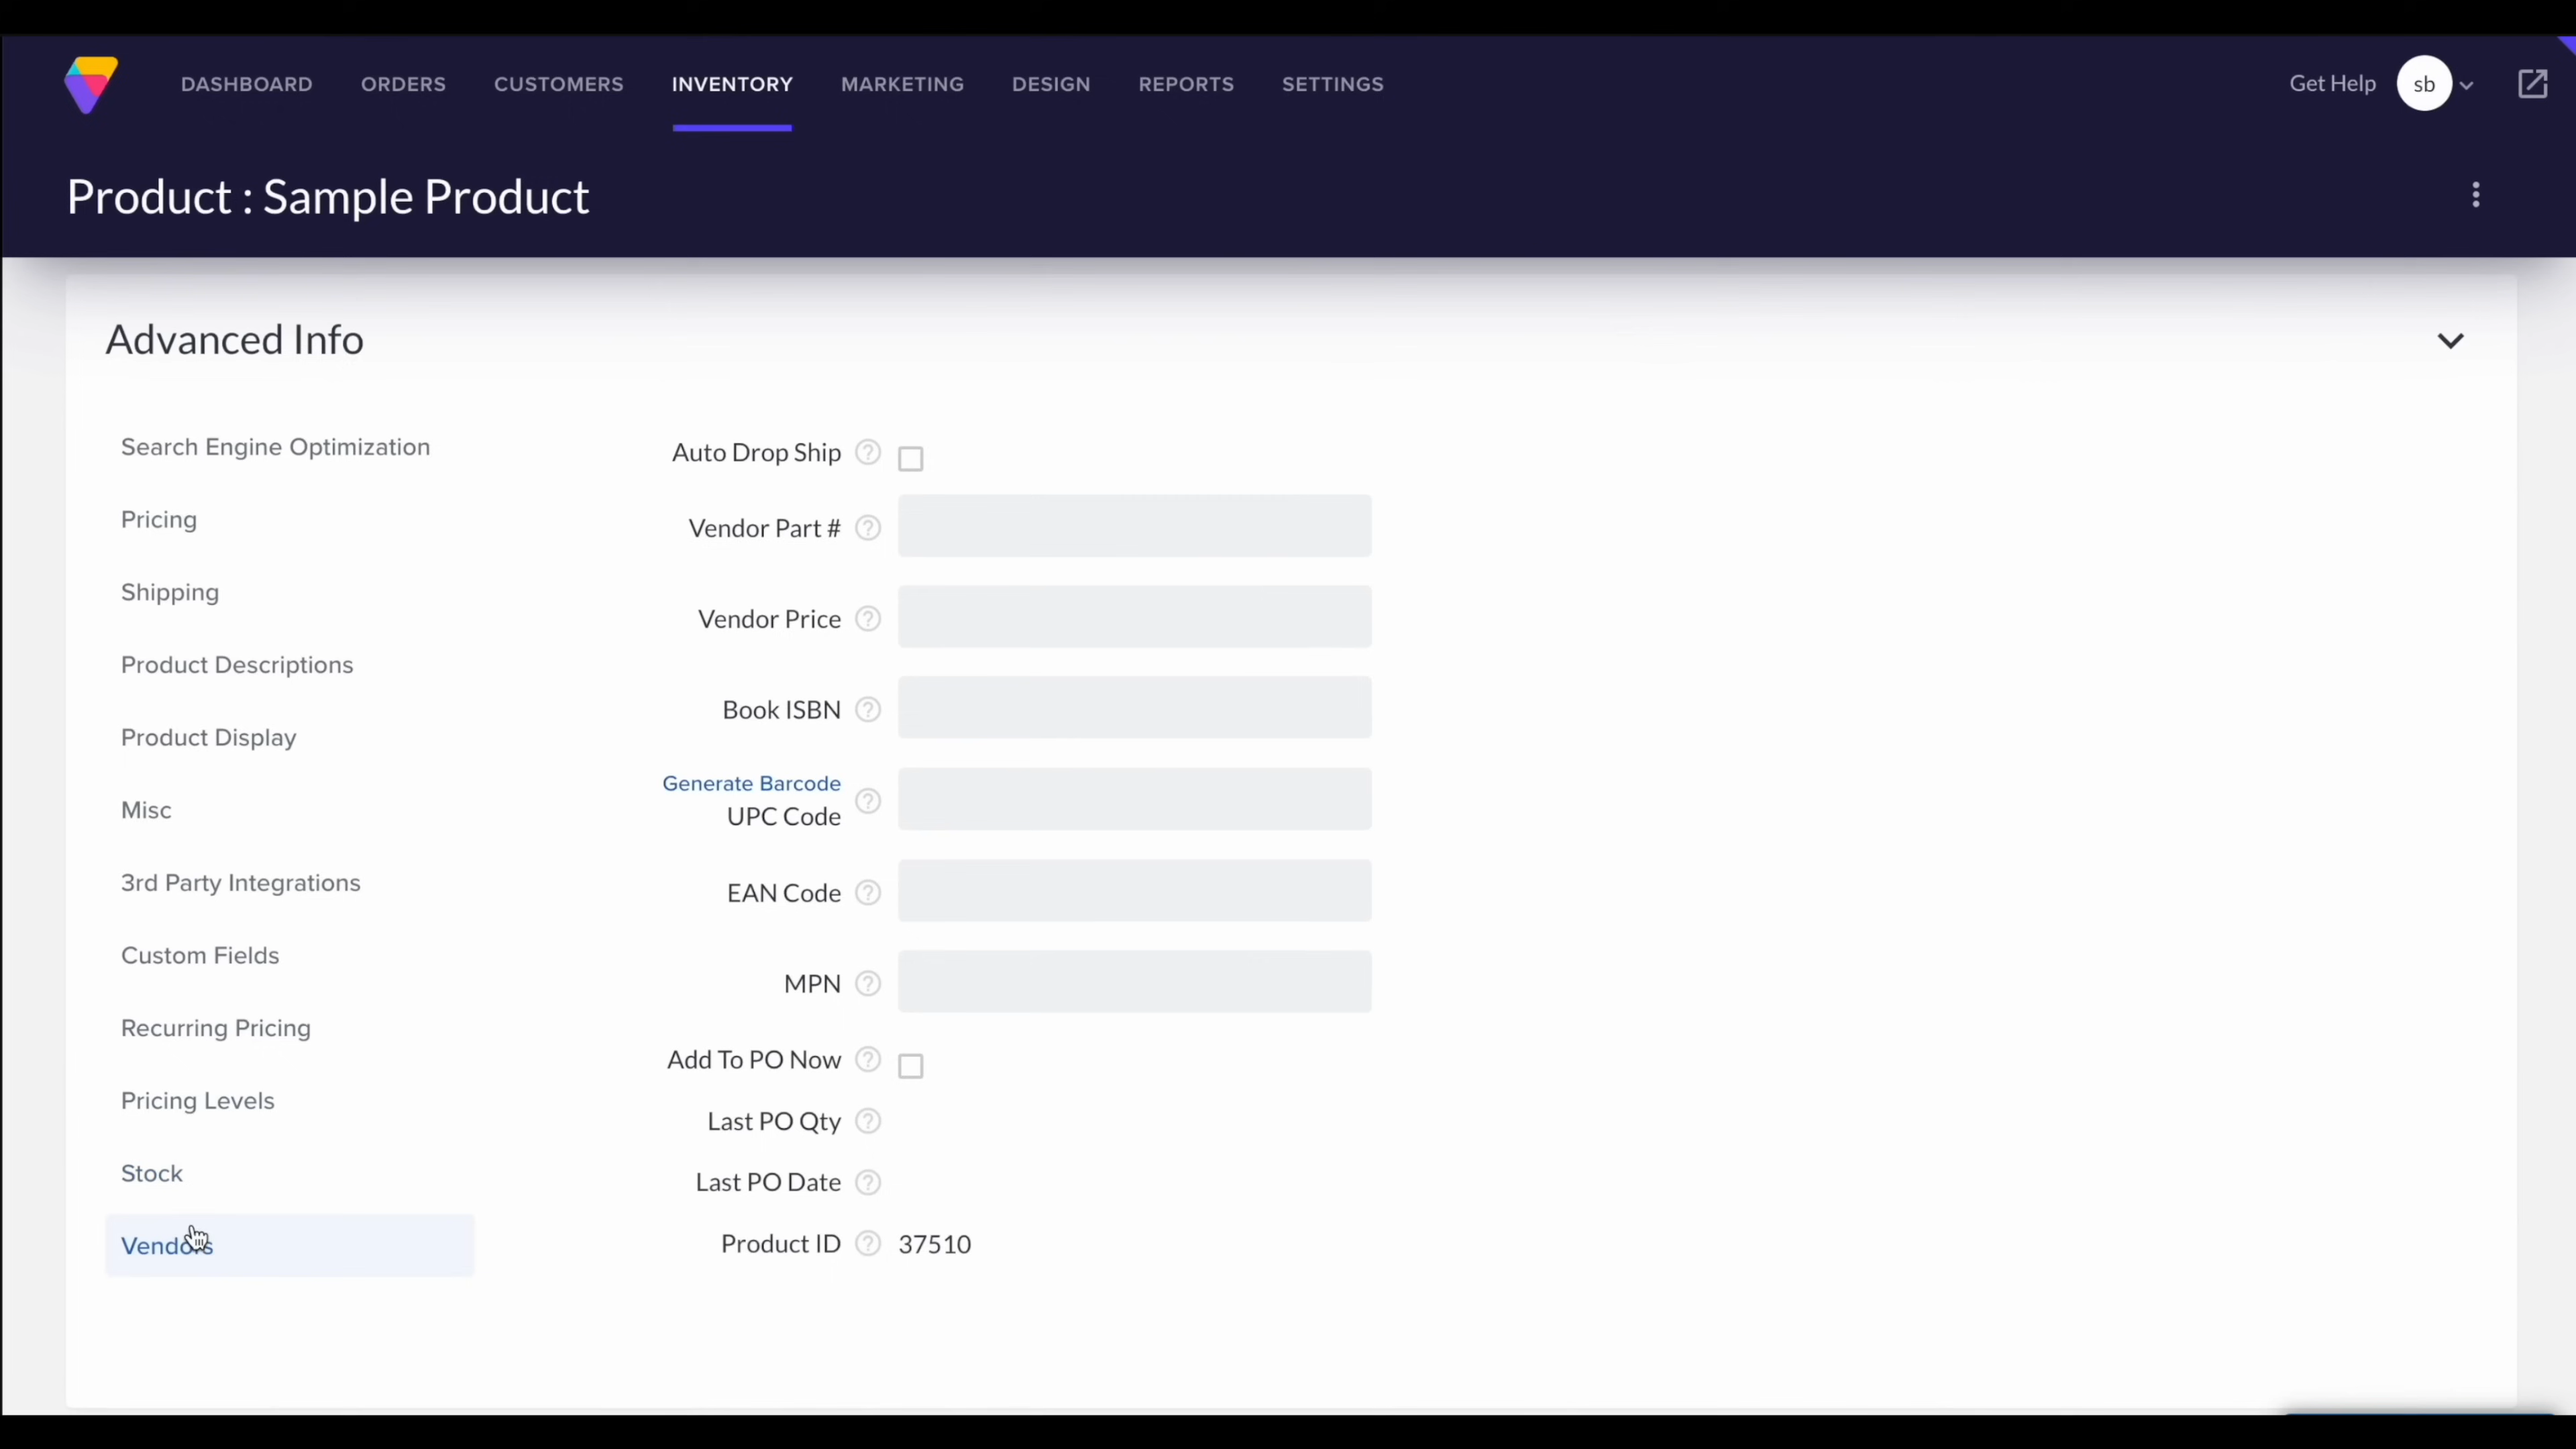 DASHBOARD ORDERS CUSTOMERS INVENTORY MARKETING DESIGN REPORTS SETTINGS Get Help sb
Product : Sample Product
Advanced Info
Search Engine Optimization
Pricing
Shipping
Product Descriptions
Product Display
Misc
3rd Party Integrations
Custom Fields
Recurring Pricing
Pricing Levels
Stock
Vendors
Auto Drop Ship ?
Vendor Part # ?
Vendor Price ?
Book ISBN ?
Generate Barcode
UPC Code ?
EAN Code ?
MPN ?
Add To PO Now ?
Last PO Qty ?
Last PO Date ?
Product ID ? 37510